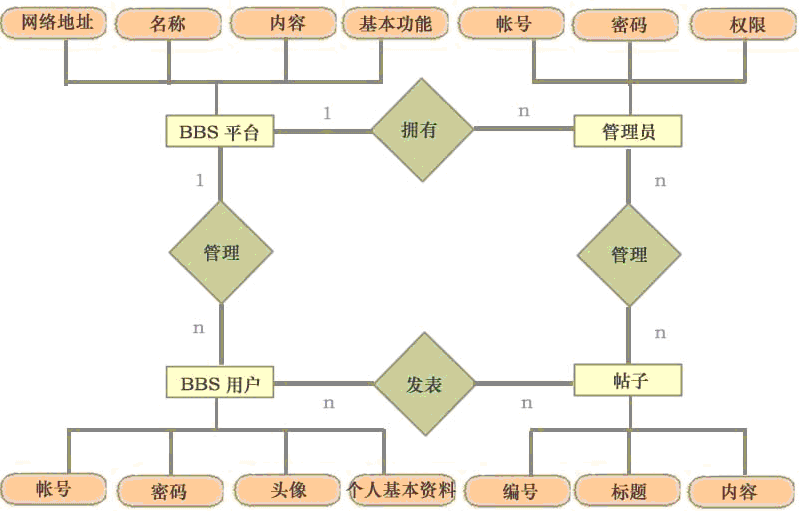 网络地址 名称 内容 基本功能 帐号 密码 权限
BBS 平台 1 拥有 n 管理员
1 n
管理 管理
n n
BBS 用户 n 发表 n 帖子
帐号 密码 头像 个人基本资料 编号 标题 内容